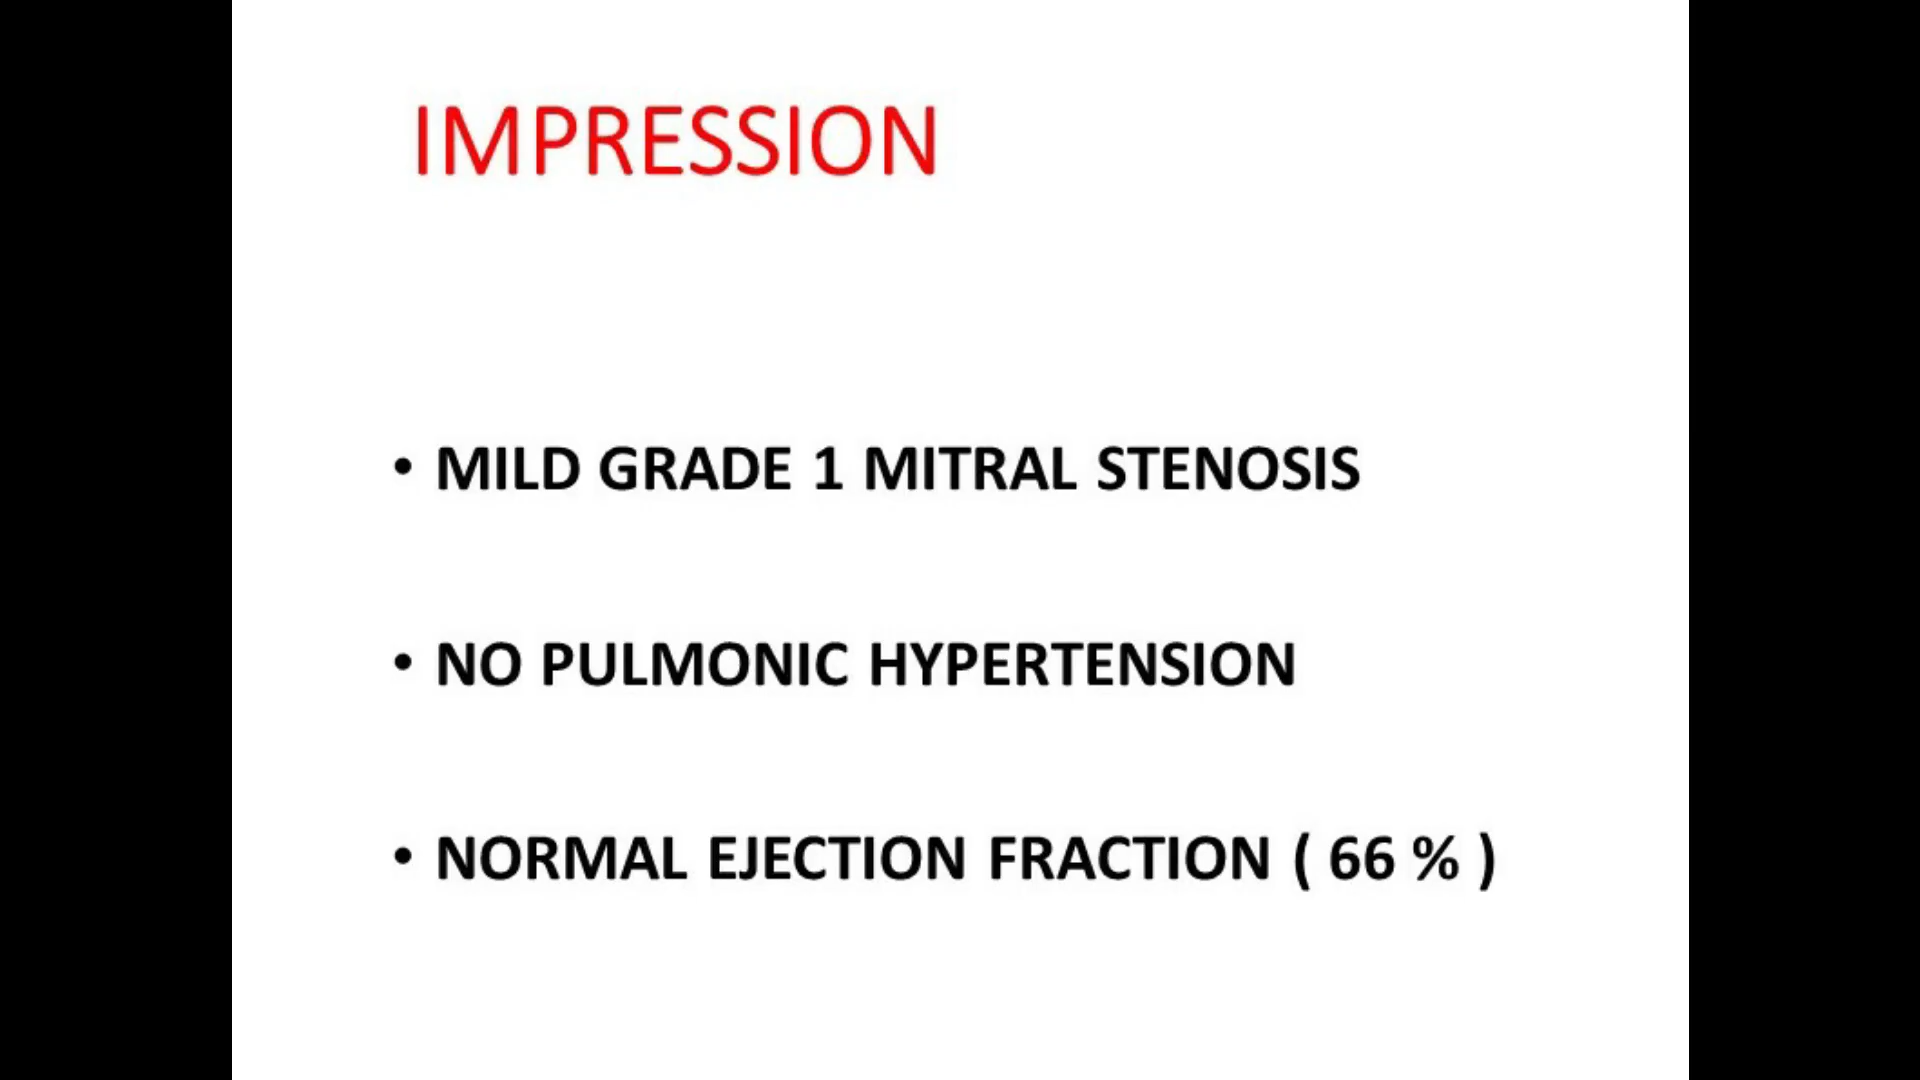 IMPRESSION
• MILD GRADE 1 MITRAL STENOSIS
• NO PULMONIC HYPERTENSION
• NORMAL EJECTION FRACTION ( 66 % )